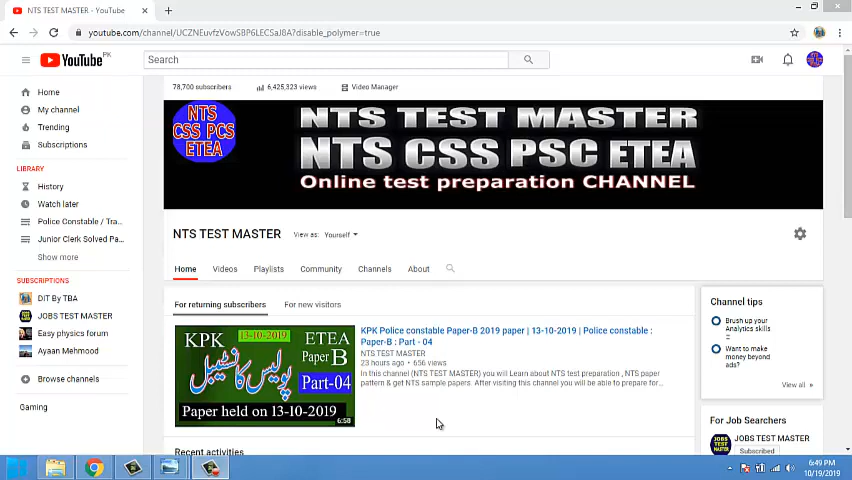 NTS TEST MASTER - YouTube
youtube.com/channel/UCZNEuvfzVowSBP6LECSaJ8A?disable_polymer=true
YouTube PK
Search
78,700 subscribers
6,425,323 views
Video Manager
Home
My channel
Trending
Subscriptions
LIBRARY
History
Watch later
Police Constable / Tra...
Junior Clerk Solved Pa...
Show more
SUBSCRIPTIONS
DIT By TBA
JOBS TEST MASTER
Easy physics forum
Ayaan Mehmood
Browse channels
Gaming
NTS
CSS PCS
ETEA
NTS TEST MASTER
NTS CSS PSC ETEA
Online test preparation CHANNEL
NTS TEST MASTER
View as: Yourself
Home Videos Playlists Community Channels About
For returning subscribers
For new visitors
KPK 13-10-2019 ETEA
Paper B
پولیس کانسٹیبل
Part-04
Paper held on 13-10-2019
6:58
KPK Police constable Paper-B 2019 paper | 13-10-2019 | Police constable :
Paper-B : Part - 04
NTS TEST MASTER
23 hours ago • 656 views
In this channel (NTS TEST MASTER) you will Learn about NTS test preparation , NTS paper
pattern & get NTS sample papers. After visiting this channel you will be able to prepare for...
Recent activities
Channel tips
Brush up your
Analytics skills
Want to make
money beyond
ads?
View all »
For Job Searchers
JOBS TEST MASTER
Subscribed
6:49 PM
10/19/2019